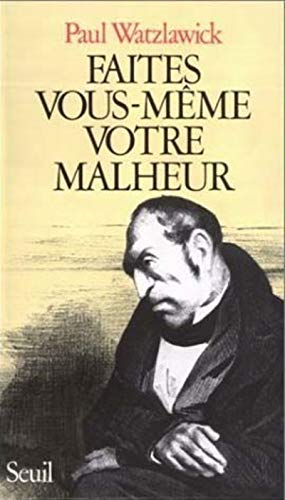 Paul Watzlawick
FAITES
VOUS-MÊME
VOTRE
MALHEUR
Seuil